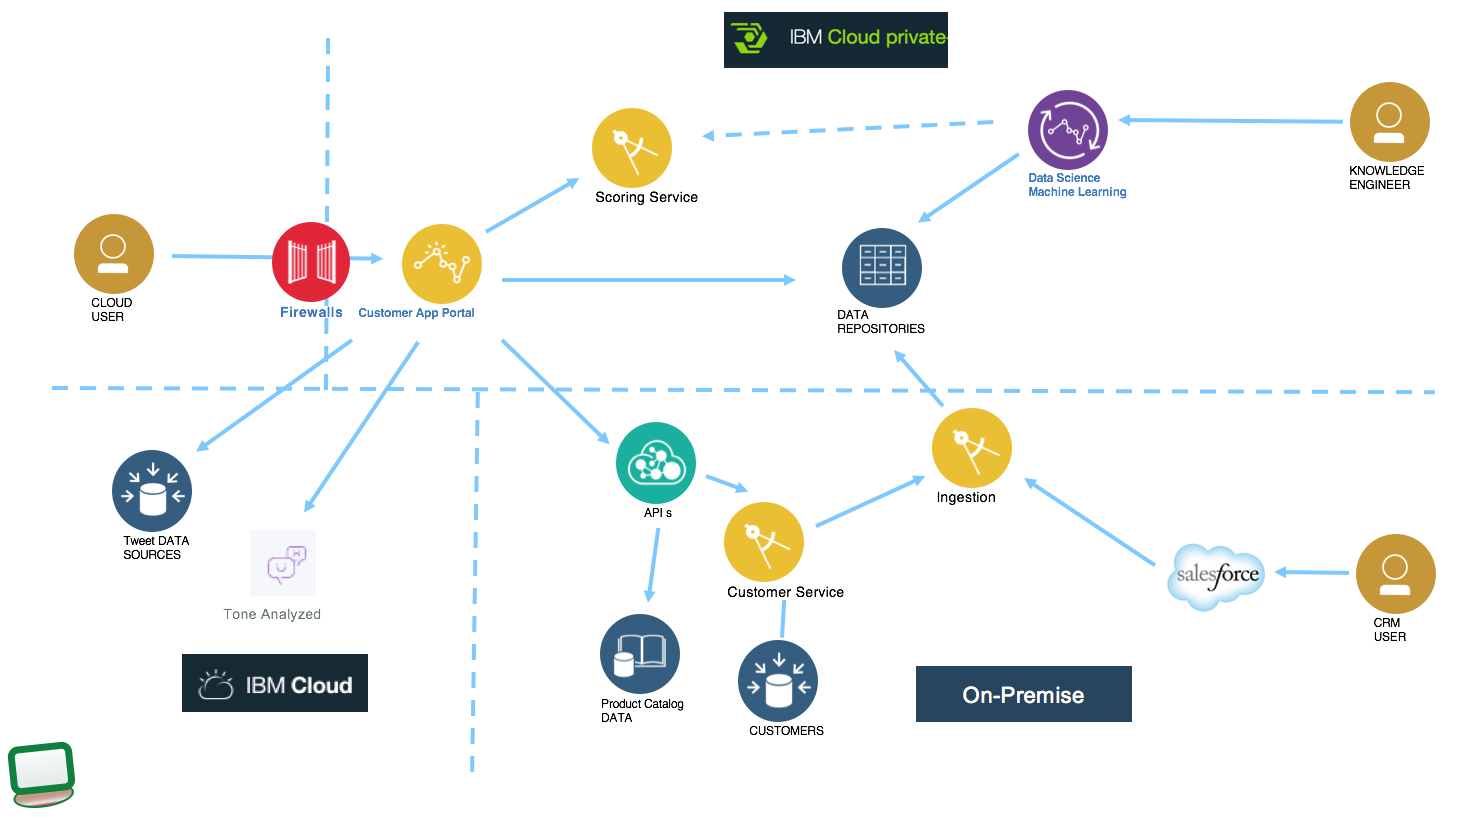 IBM Cloud private
Scoring Service
Data Science
Machine Learning
KNOWLEDGE
ENGINEER
CLOUD
USER
Firewalls
Customer App Portal
DATA
REPOSITORIES
Tweet DATA
SOURCES
Tone Analyzed
IBM Cloud
API s
Ingestion
Customer Service
salesforce
CRM
USER
Product Catalog
DATA
CUSTOMERS
On-Premise